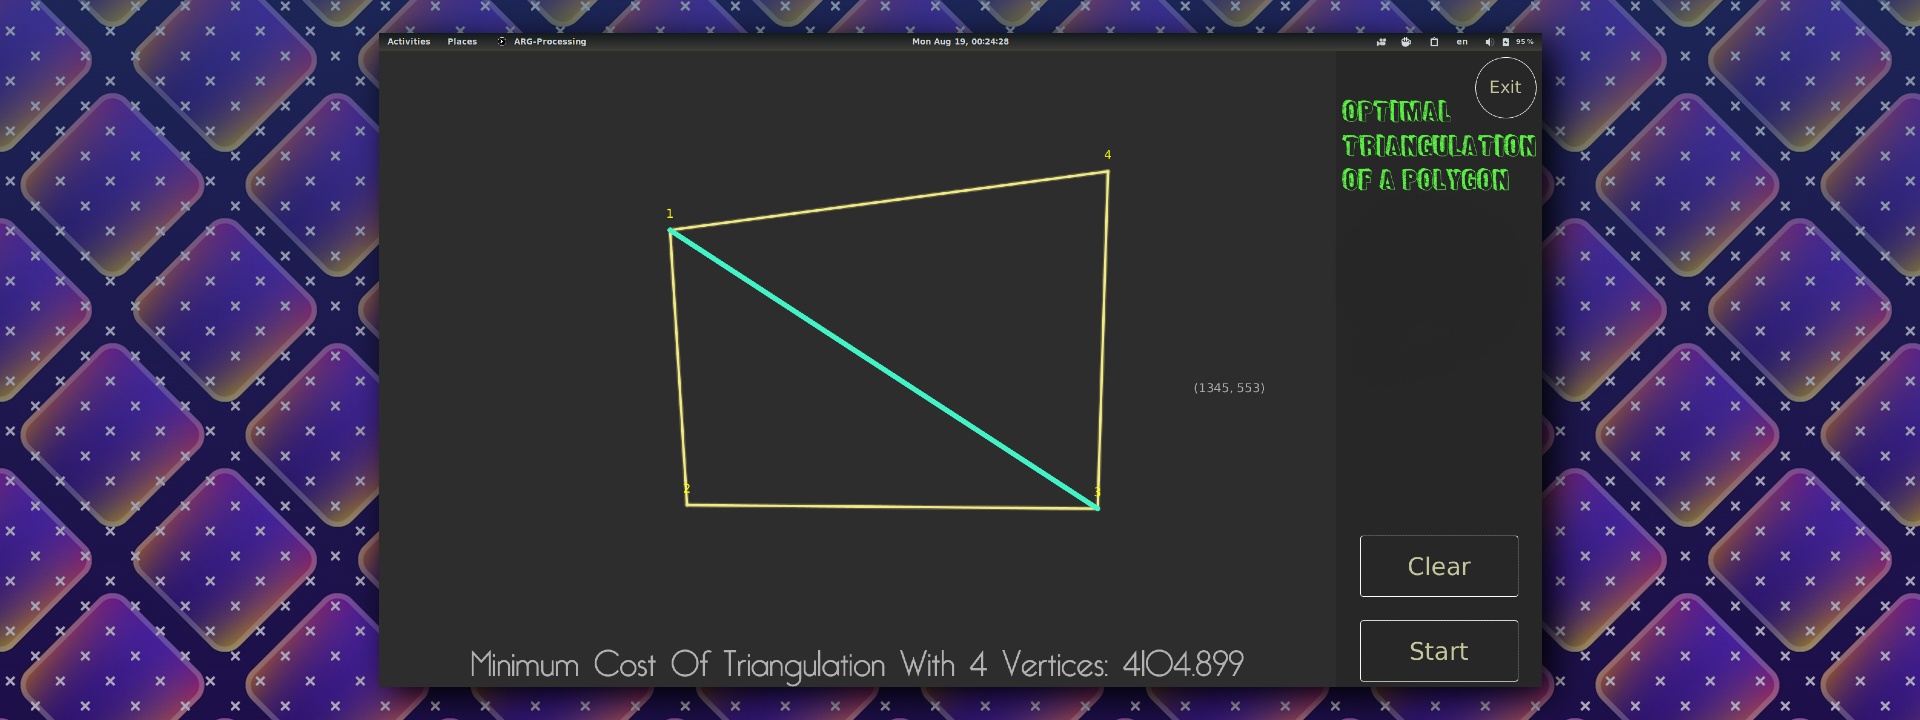 Activities Places ARG-Processing Mon Aug 19, 00:24:28 en 95 %
Exit
OPTIMAL
TRIANGULATION
OF A POLYGON
4
1
(1345, 553)
2
3
Clear
Start
Minimum Cost Of Triangulation With 4 Vertices: 4104.899